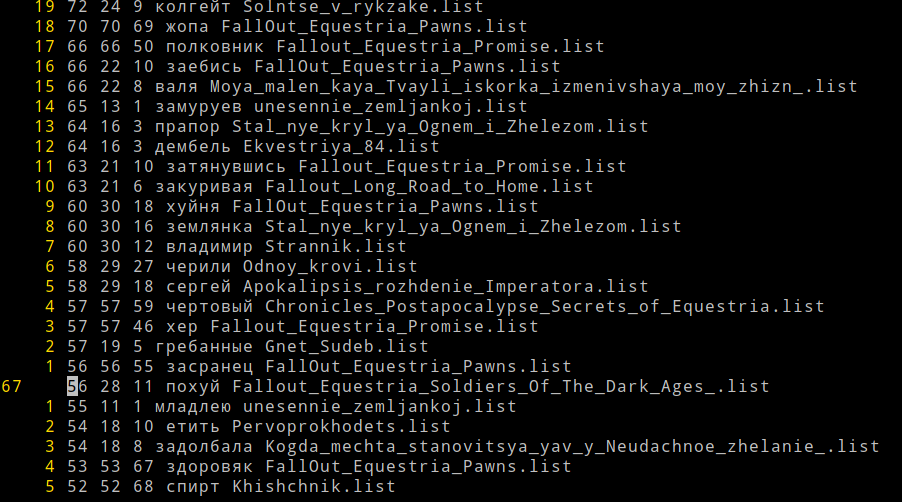 19 72 24 9 колгейт Solntse_v_rykzake.list
18 70 70 69 жопа FallOut_Equestria_Pawns.list
17 66 66 50 полковник Fallout_Equestria_Promise.list
16 66 22 10 заебись FallOut_Equestria_Pawns.list
15 66 22 8 валя Moya_malen_kaya_Tvayli_iskorka_izmenivshaya_moy_zhizn_.list
14 65 13 1 замуруев unesennie_zemljankoj.list
13 64 16 3 прапор Stal_nye_kryl_ya_Ognem_i_Zhelezom.list
12 64 16 3 дембель Ekvestriya_84.list
11 63 21 10 затянувшись Fallout_Equestria_Promise.list
10 63 21 6 закуривая Fallout_Long_Road_to_Home.list
9 60 30 18 хуйня FallOut_Equestria_Pawns.list
8 60 30 16 землянка Stal_nye_kryl_ya_Ognem_i_Zhelezom.list
7 60 30 12 владимир Strannik.list
6 58 29 27 черили Odnoy_krovi.list
5 58 29 18 сергей Apokalipsis_rozhdenie_Imperatora.list
4 57 57 59 чертовый Chronicles_Postapocalypse_Secrets_of_Equestria.list
3 57 57 46 хер Fallout_Equestria_Promise.list
2 57 19 5 гребанные Gnet_Sudeb.list
1 56 56 55 засранец FallOut_Equestria_Pawns.list
67 56 28 11 похуй Fallout_Equestria_Soldiers_Of_The_Dark_Ages_.list
1 55 11 1 младлею unesennie_zemljankoj.list
2 54 18 10 етить Pervoprokhodets.list
3 54 18 8 задолбала Kogda_mechta_stanovitsya_yav_y_Neudachnoe_zhelanie_.list
4 53 53 67 здоровяк FallOut_Equestria_Pawns.list
5 52 52 68 спирт Khishchnik.list